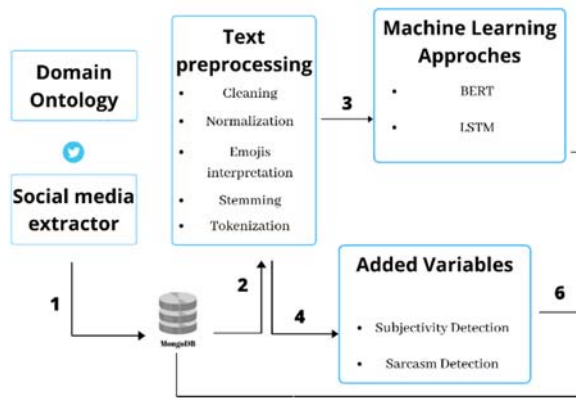 Domain
Ontology
Social media
extractor
1
MongoDB
2
Text
preprocessing
• Cleaning
• Normalization
• Emojis
interpretation
• Stemming
• Tokenization
3
Machine Learning
Approches
• BERT
• LSTM
4
Added Variables
• Subjectivity Detection
• Sarcasm Detection
6